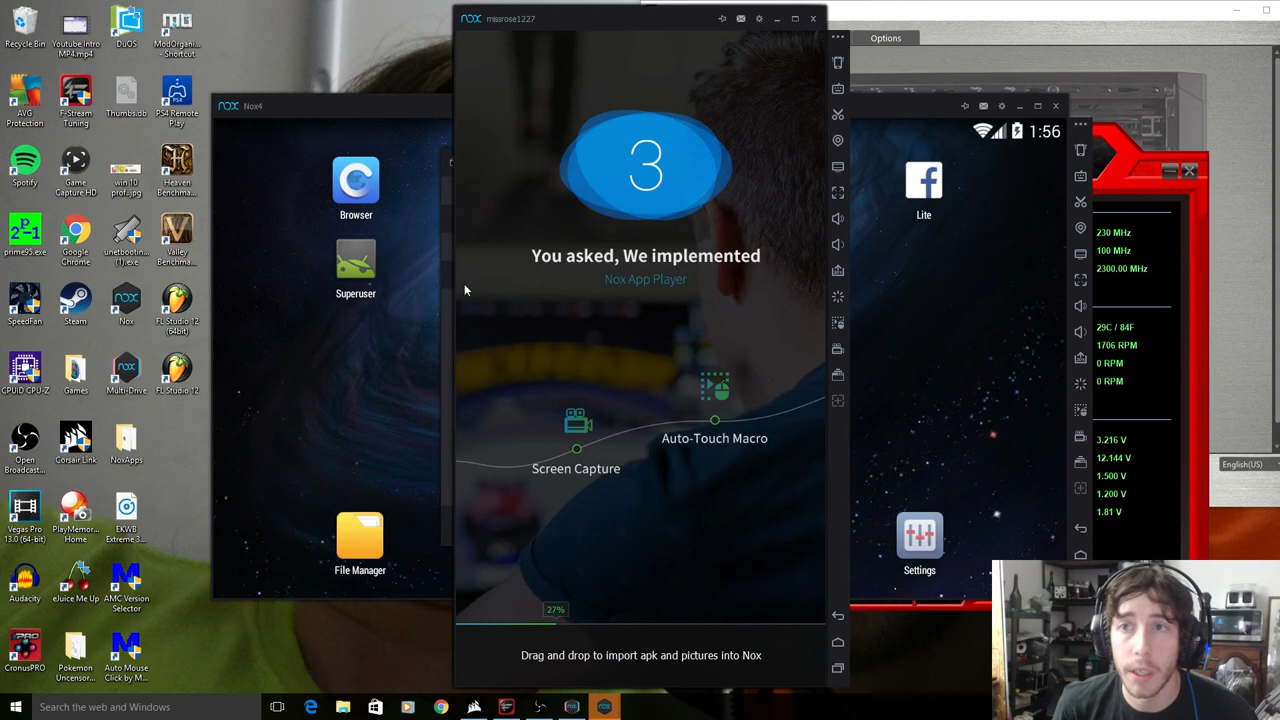 Recycle Bin
Youtube Intro
MP4.mp4
DuOS
ModOrgani...
- Shortcut
AVG
Protection
F-Stream
Tuning
Thumbs.db
PS4 Remote
Play
Spotify
Game
Capture HD
win 10
prof...jpg
Heaven
Benchma...
prime95.exe
Google
Chrome
unetbootin...
(1).exe
Valley
Benchma...
SpeedFan
Steam
Nox
FL Studio 12
(64bit)
CPUID CPU-Z
Games
Multi-Drive
FL Studio 12
Open
Broadcast...
Corsair Link
NoxApps
Vegas Pro
13.0 (64-bit)
PlayMemor...
Home
EKWB
Extreme 3...
Audacity
eJuice Me Up
AMC Version
Selector
CronusPRO
Pokemon
Uncensor...
Auto Mouse
Click by M...
nox Nox4
Browser
Superuser
File Manager
nox missrose1227
3
You asked, We implemented
Nox App Player
Auto-Touch Macro
Screen Capture
27%
Drag and drop to import apk and pictures into Nox
Options
1:56
Lite
Settings
230 MHz
100 MHz
2300.00 MHz
29C / 84F
1706 RPM
0 RPM
0 RPM
3.216 V
12.144 V
1.500 V
1.200 V
1.81 V
English(US)
Search the web and Windows